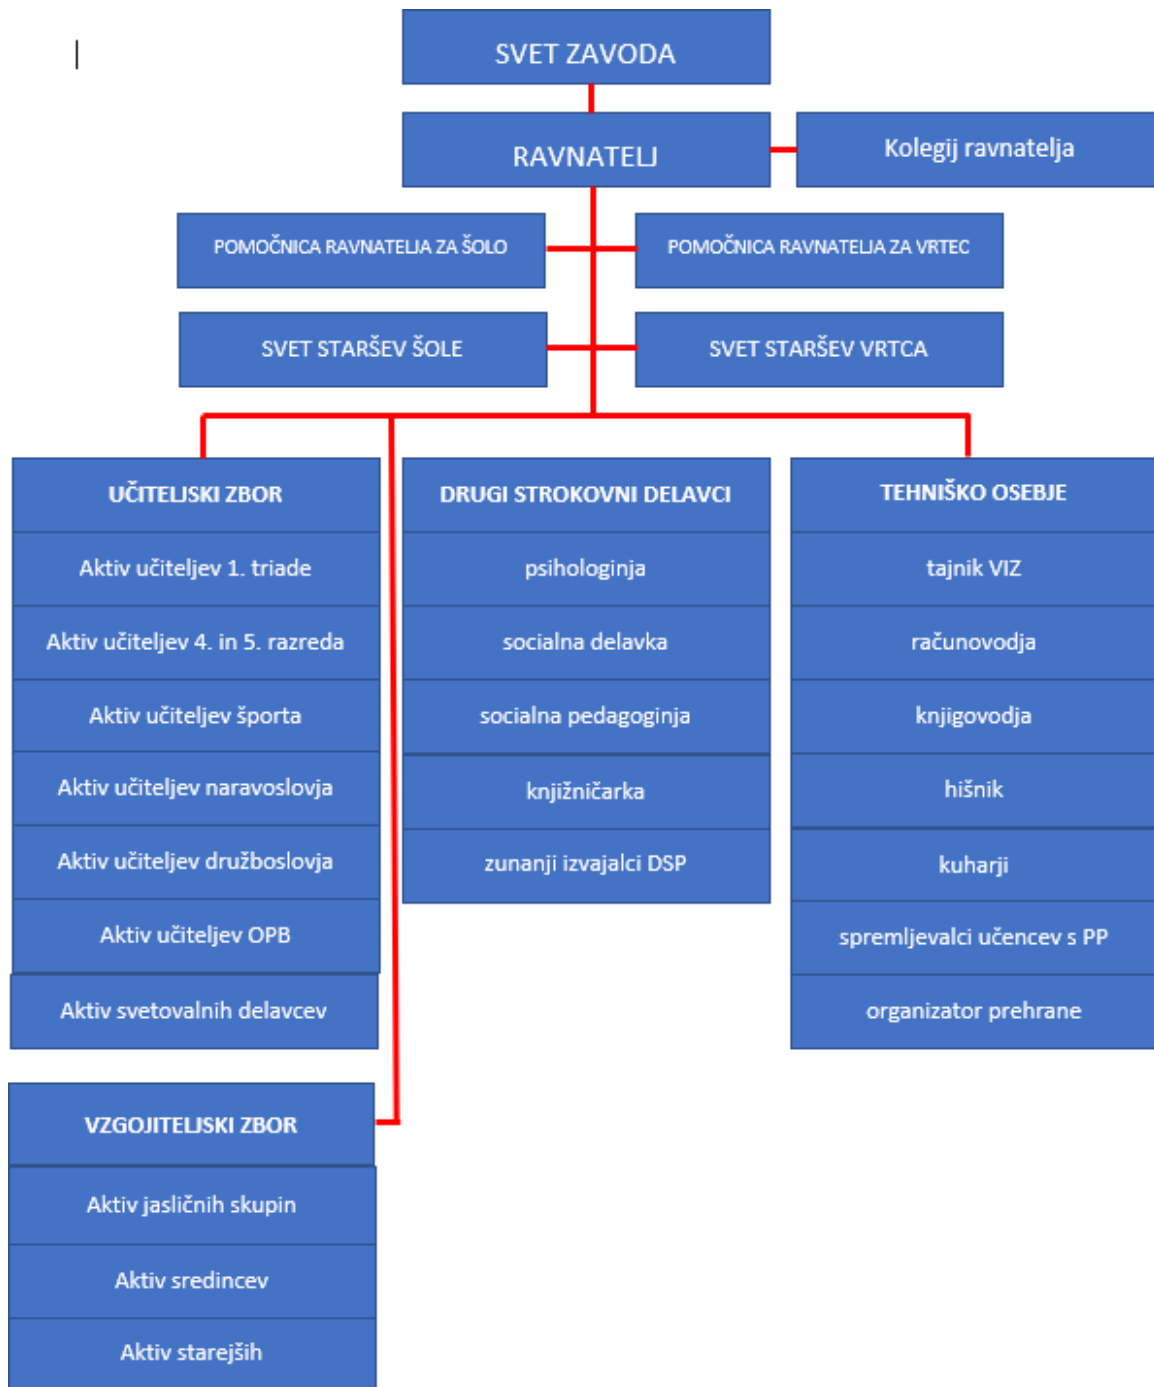 SVET ZAVODA
RAVNATELJ
Kolegij ravnatelja
POMOČNICA RAVNATELJA ZA ŠOLO
POMOČNICA RAVNATELJA ZA VRTEC
SVET STARŠEV ŠOLE
SVET STARŠEV VRTCA
UČITELJSKI ZBOR
Aktiv učiteljev 1. triade
Aktiv učiteljev 4. in 5. razreda
Aktiv učiteljev športa
Aktiv učiteljev naravoslovja
Aktiv učiteljev družboslovja
Aktiv učiteljev OPB
Aktiv svetovalnih delavcev
DRUGI STROKOVNI DELAVCI
psihologinja
socialna delavka
socialna pedagoginja
knjižničarka
zunanji izvajalci DSP
TEHNIŠKO OSEBJE
tajnik VIZ
računovodja
knjigovodja
hišnik
kuharji
spremljevalci učencev s PP
organizator prehrane
VZGOJITELJSKI ZBOR
Aktiv jasličnih skupin
Aktiv sredincev
Aktiv starejših